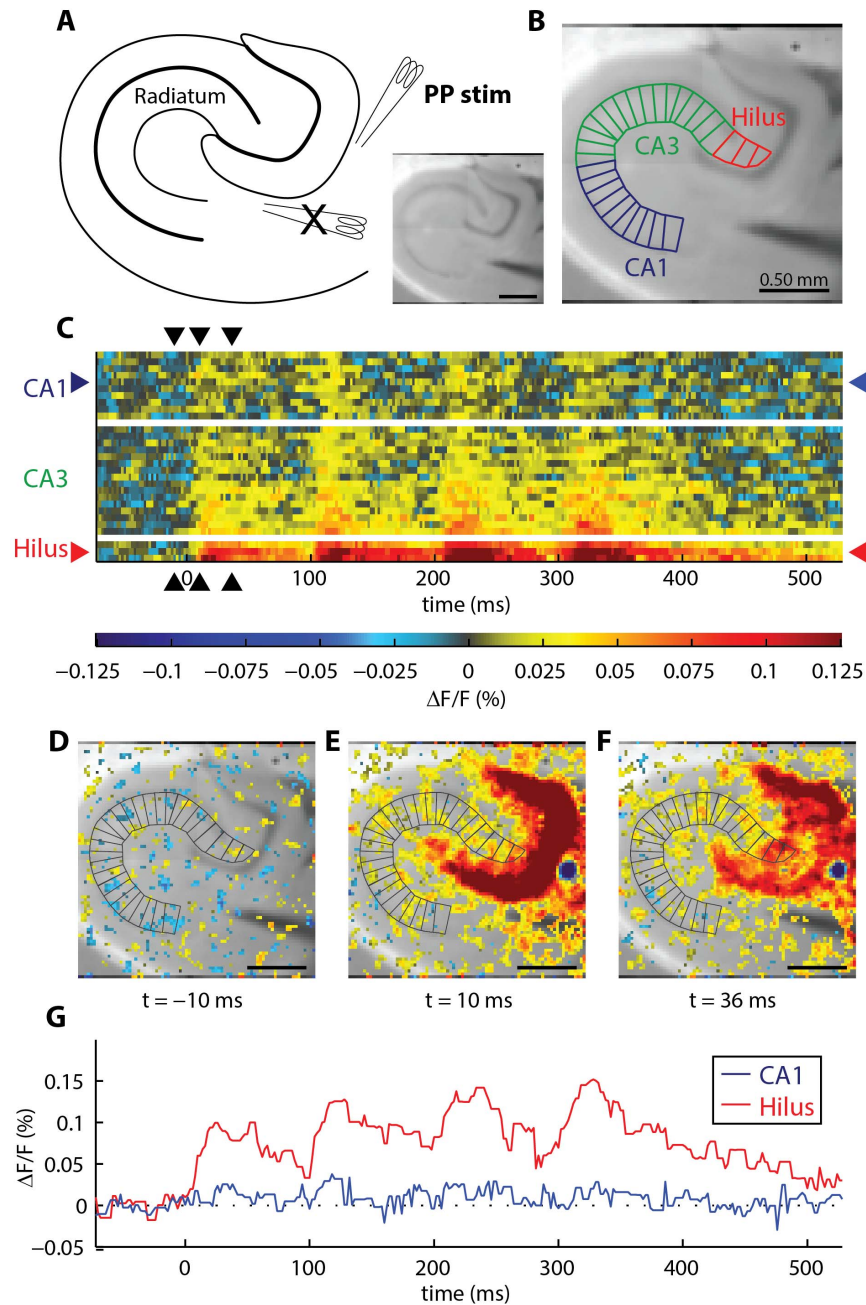 A
Radiatum
PP stim
X
B
Hilus
CA3
CA1
0.50 mm
C
CA1
CA3
Hilus
0 100 200 300 400 500
time (ms)
−0.125 −0.1 −0.075 −0.05 −0.025 0 0.025 0.05 0.075 0.1 0.125
ΔF/F (%)
D E F
t = −10 ms t = 10 ms t = 36 ms
G
CA1
Hilus
0.15
0.1
0.05
0
−0.05
ΔF/F (%)
0 100 200 300 400 500
time (ms)